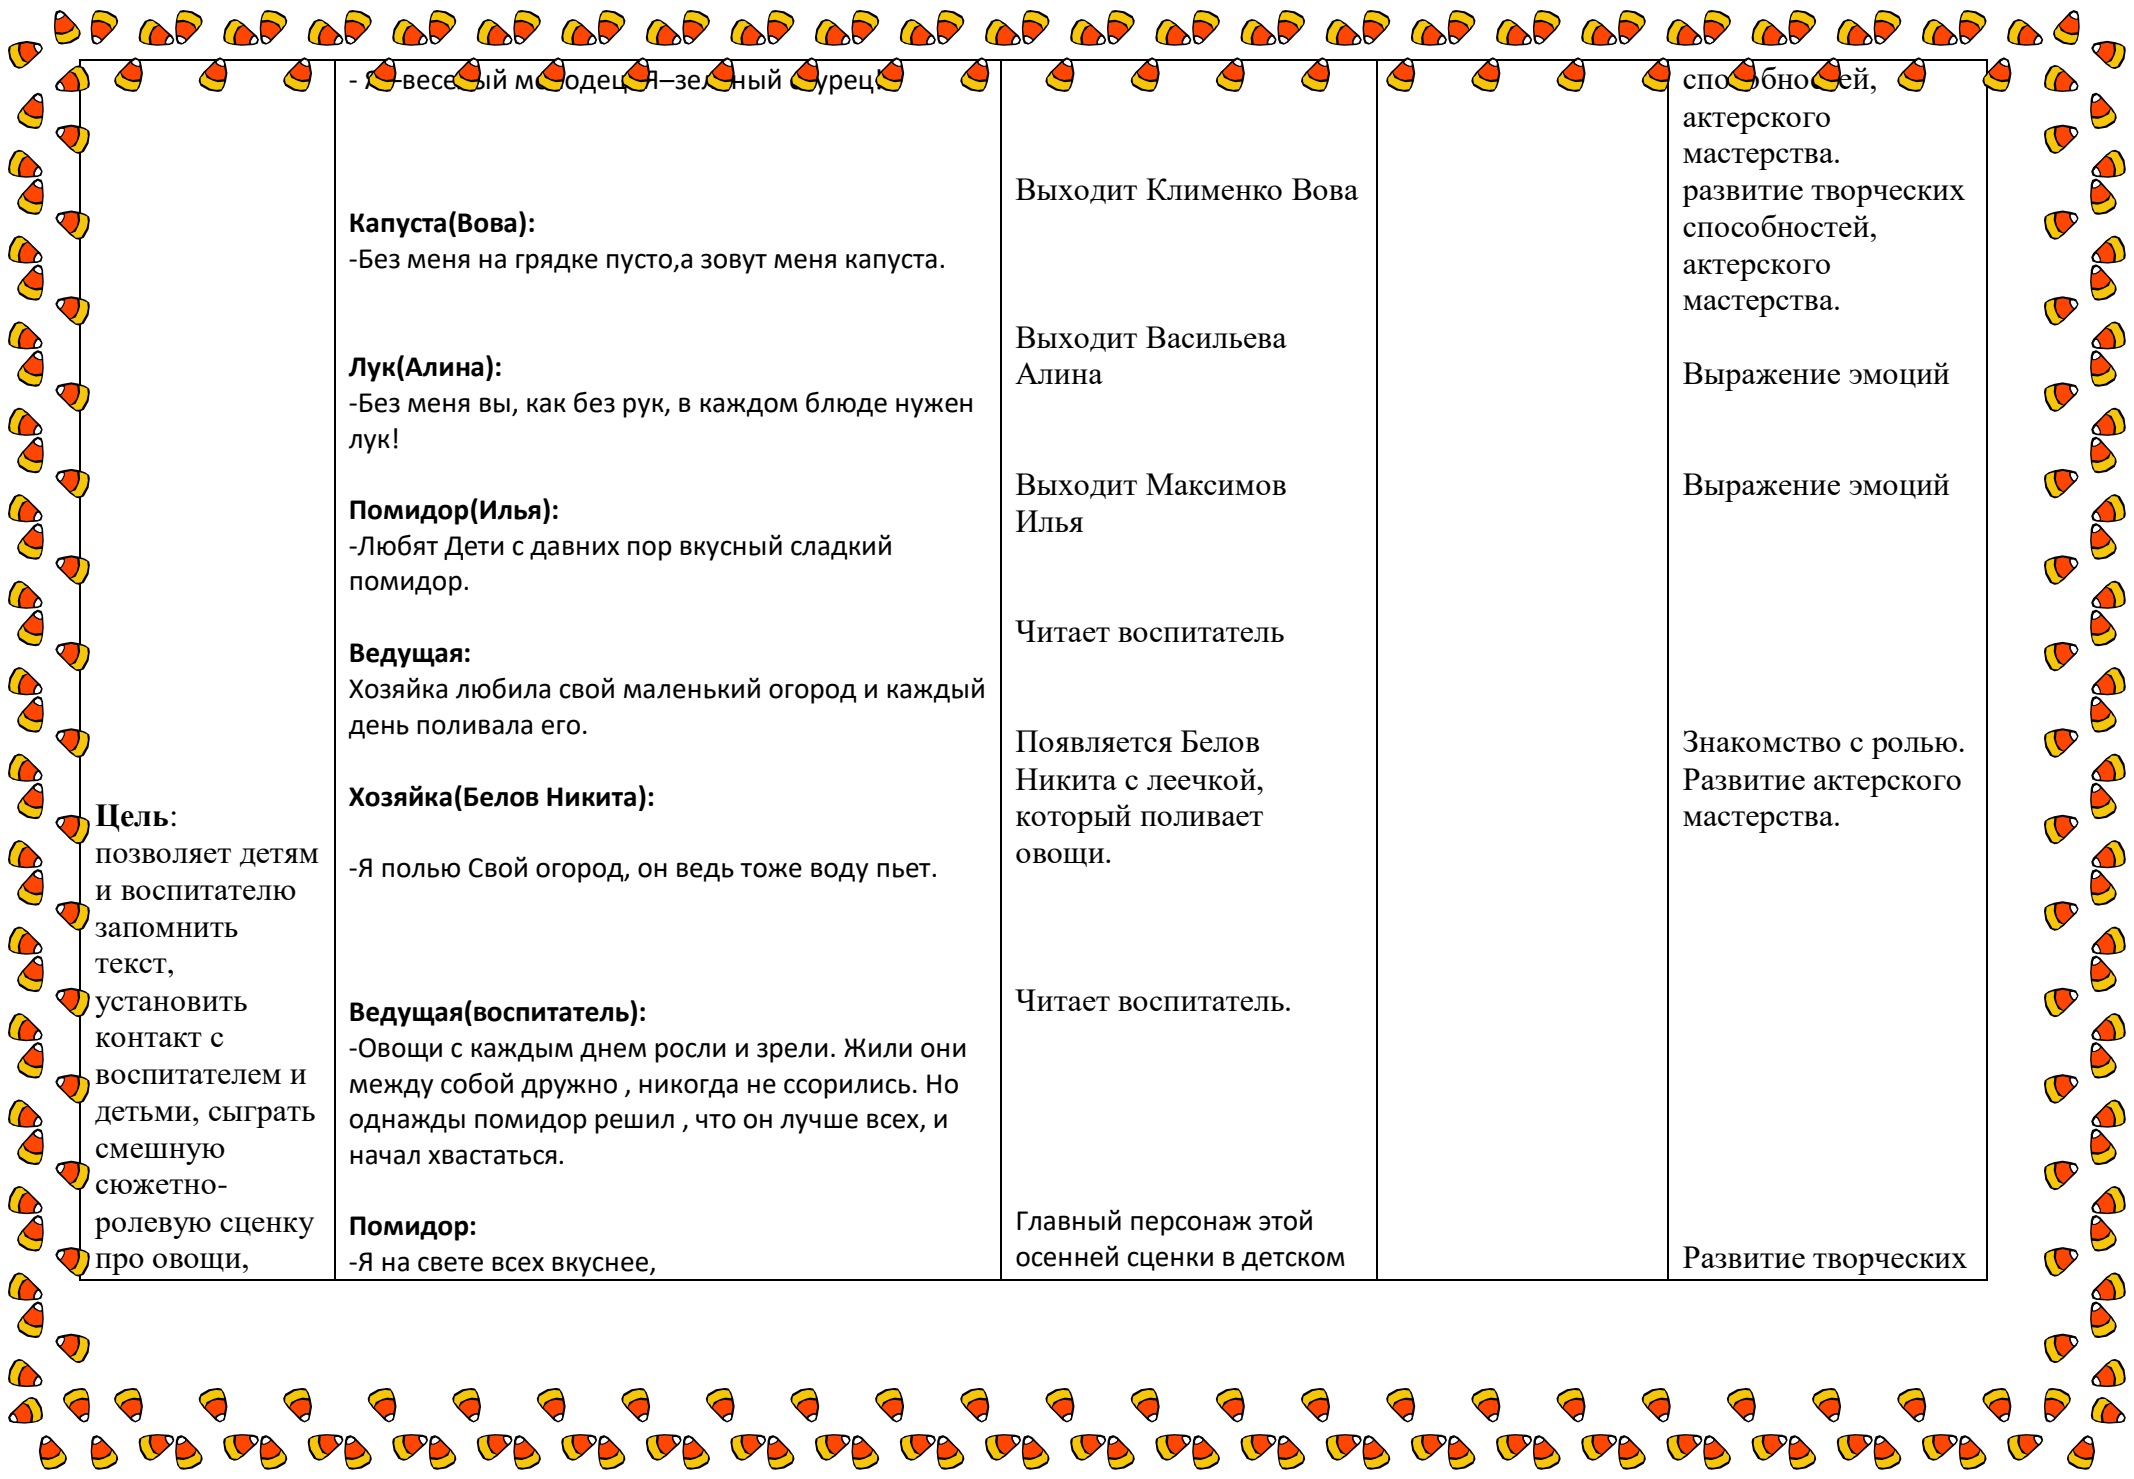 Цель:
позволяет детям
и воспитателю
запомнить
текст,
установить
контакт с
воспитателем и
детьми, сыграть
смешную
сюжетно-
ролевую сценку
про овощи,
Капуста(Вова):
-Без меня на грядке пусто,а зовут меня капуста.
Лук(Алина):
-Без меня вы, как без рук, в каждом блюде нужен
лук!
Помидор(Илья):
-Любят Дети с давних пор вкусный сладкий
помидор.
Ведущая:
Хозяйка любила свой маленький огород и каждый
день поливала его.
Хозяйка(Белов Никита):
-Я полью Свой огород, он ведь тоже воду пьет.
Ведущая(воспитатель):
-Овощи с каждым днем росли и зрели. Жили они
между собой дружно , никогда не ссорились. Но
однажды помидор решил , что он лучше всех, и
начал хвастаться.
Помидор:
-Я на свете всех вкуснее,
Выходит Клименко Вова
Выходит Васильева
Алина
Выходит Максимов
Илья
Читает воспитатель
Появляется Белов
Никита с леечкой,
который поливает
овощи.
Читает воспитатель.
Главный персонаж этой
осенней сценки в детском
способностей,
актерского
мастерства.
развитие творческих
способностей,
актерского
мастерства.
Выражение эмоций
Выражение эмоций
Знакомство с ролью.
Развитие актерского
мастерства.
Развитие творческих